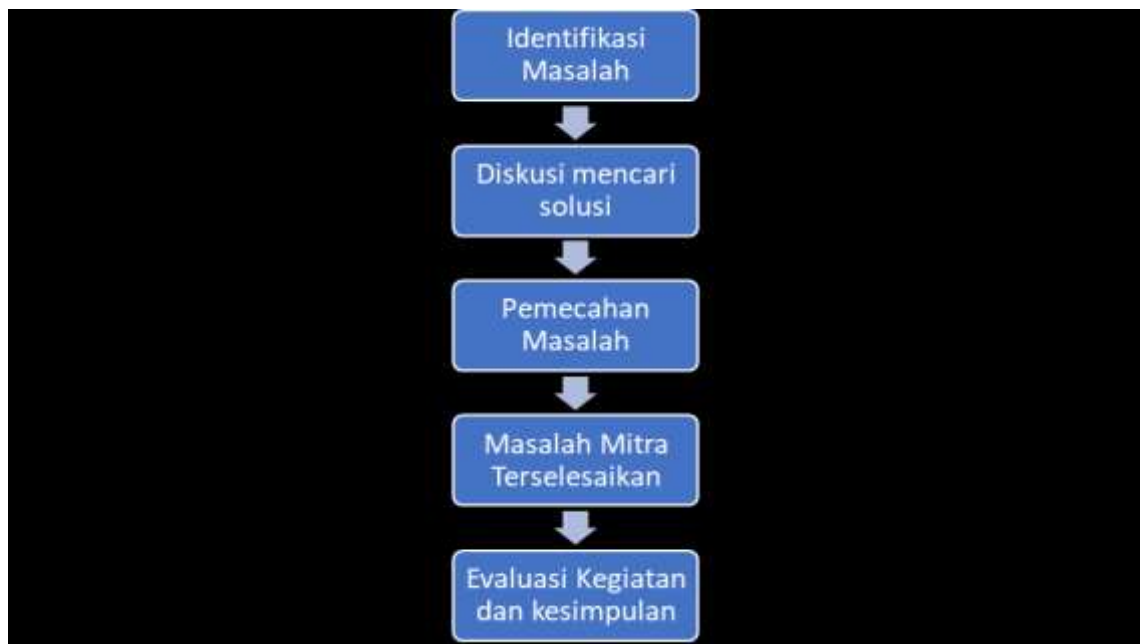 Identifikasi
Masalah
Diskusi mencari
solusi
Pemecahan
Masalah
Masalah Mitra
Terselesaikan
Evaluasi Kegiatan
dan kesimpulan